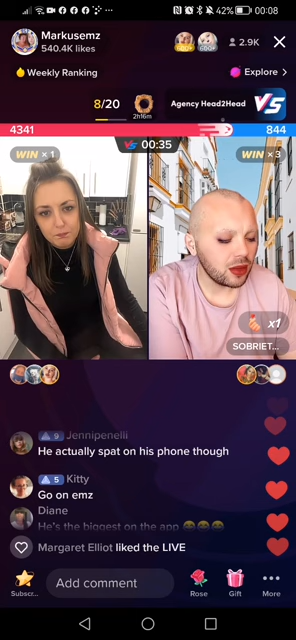 42% 00:08
Markusemz
540.4K likes
2.9K
Weekly Ranking
Explore >
8/20
2h16m
Agency Head2Head
VS
4341
844
WIN × 1
VS 00:35
WIN × 3
x1
SOBRIET...
9 Jennipenelli
He actually spat on his phone though
5 Kitty
Go on emz
Diane
He's the biggest on the app 😂😂😂
Margaret Elliot liked the LIVE
Subscr...
Add comment
Rose
Gift
More